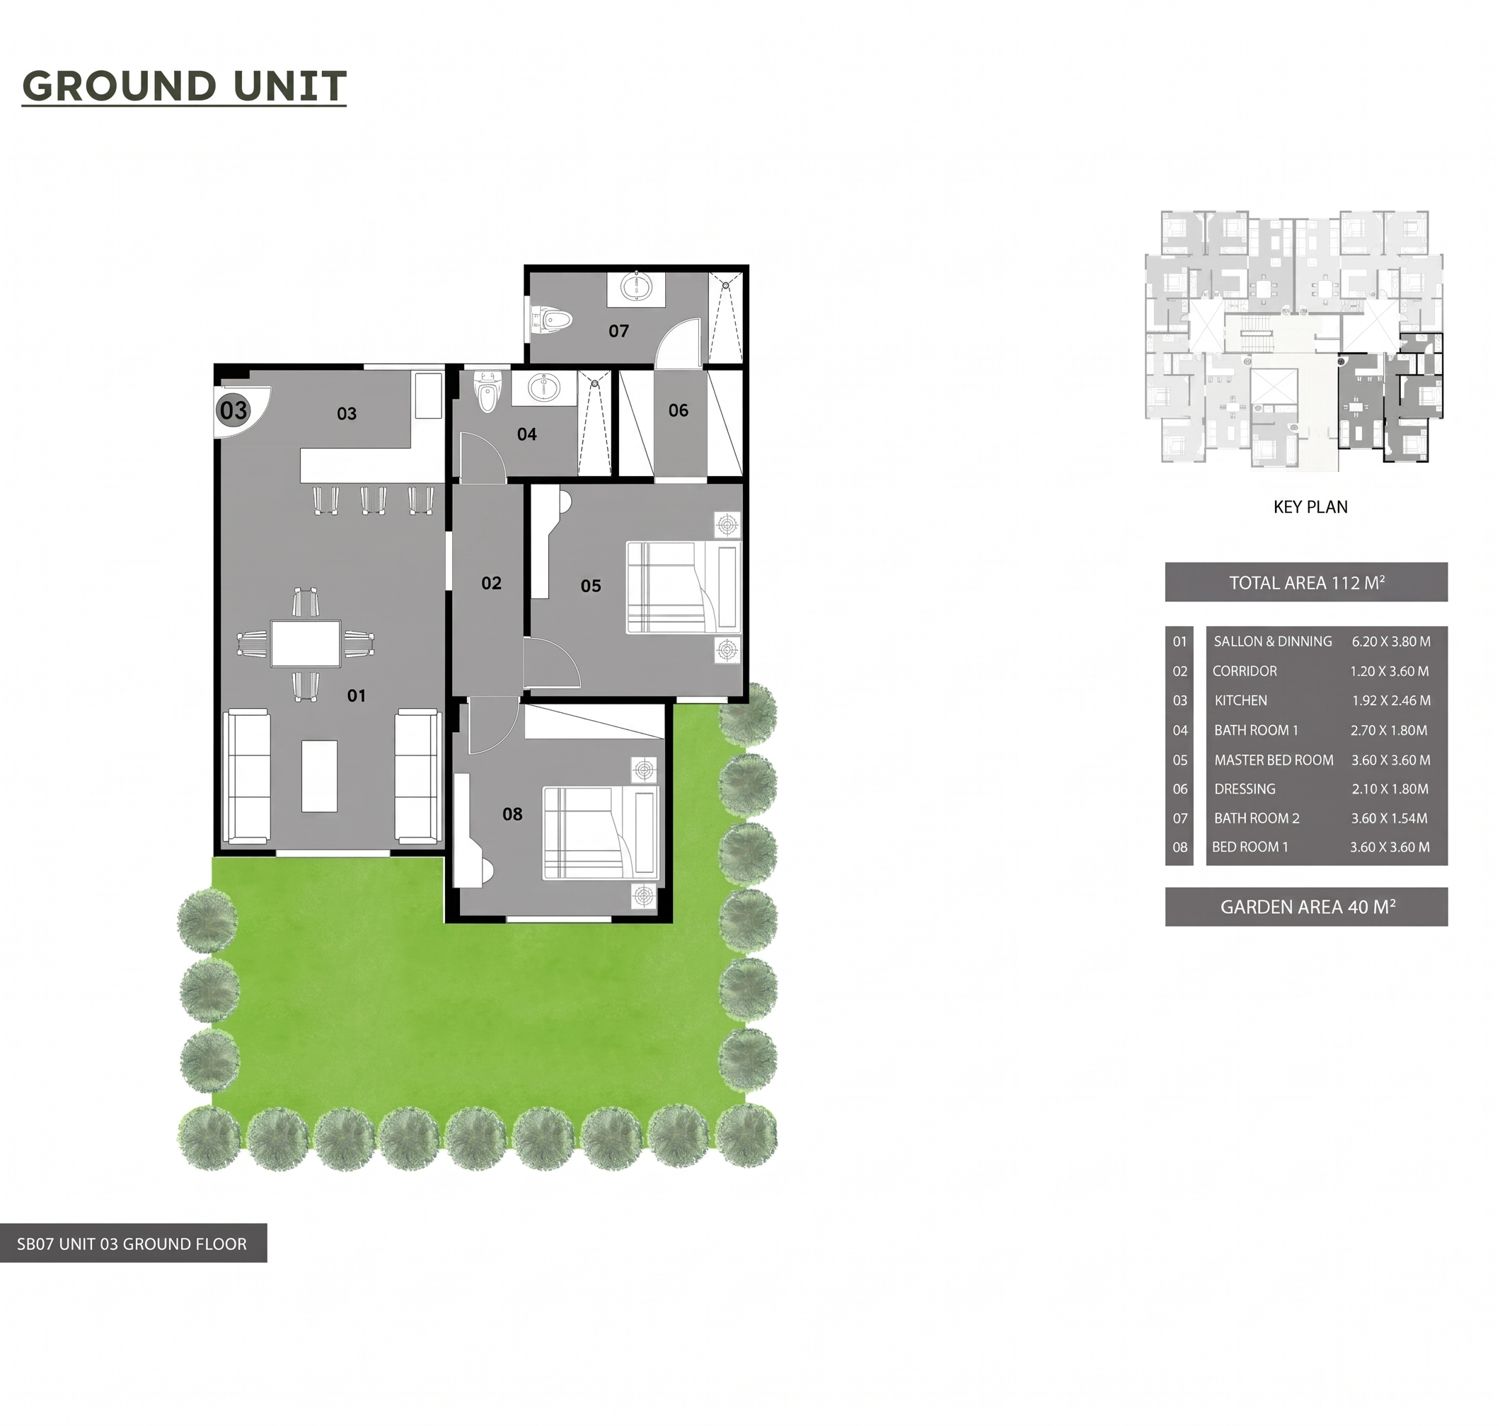 GROUND UNIT
07
03
03
04
06
02
05
01
08
KEY PLAN
TOTAL AREA 112 M²
01 SALLON & DINNING 6.20 X 3.80 M
02 CORRIDOR 1.20 X 3.60 M
03 KITCHEN 1.92 X 2.46 M
04 BATH ROOM 1 2.70 X 1.80M
05 MASTER BED ROOM 3.60 X 3.60 M
06 DRESSING 2.10 X 1.80M
07 BATH ROOM 2 3.60 X 1.54M
08 BED ROOM 1 3.60 X 3.60 M
GARDEN AREA 40 M²
SB07 UNIT 03 GROUND FLOOR